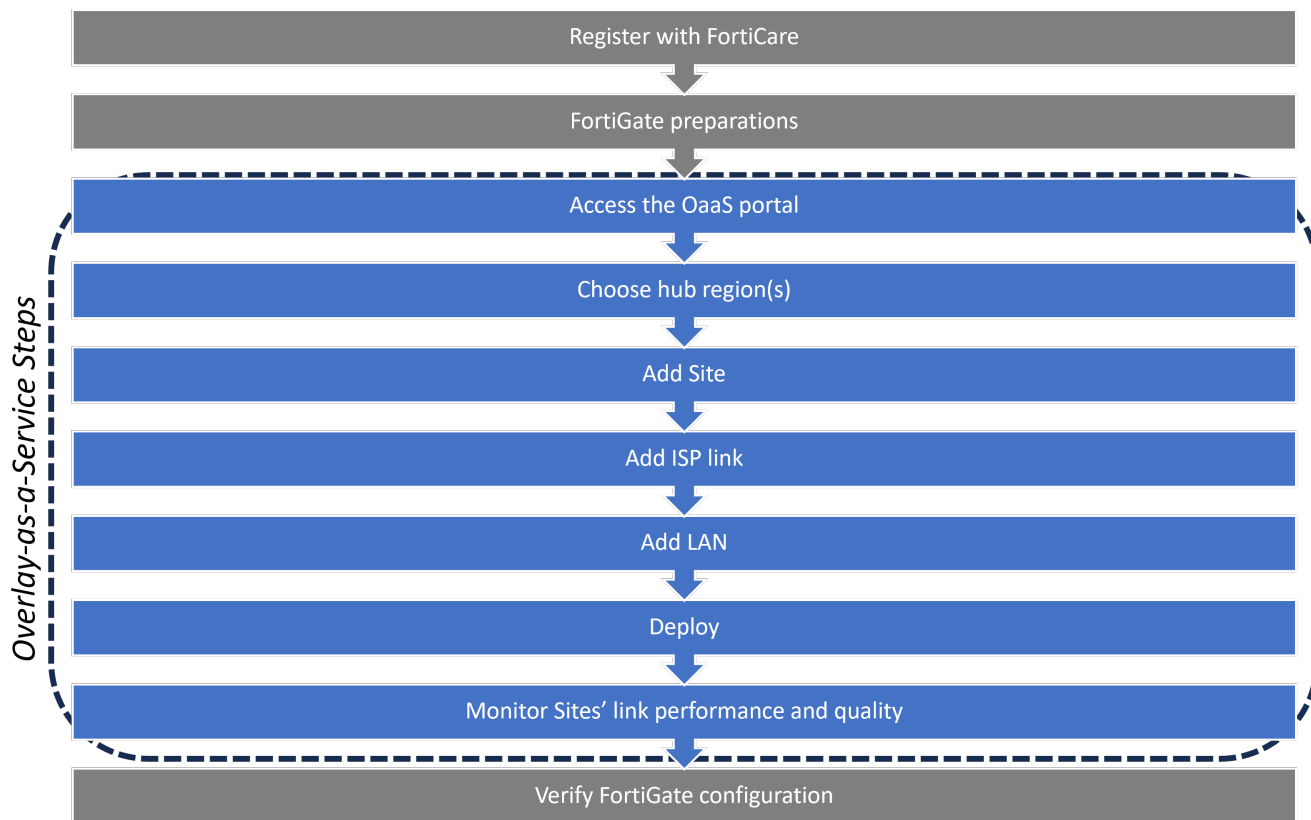 Register with FortiCare
FortiGate preparations
Overlay-as-a-Service Steps
Access the OaaS portal
Choose hub region(s)
Add Site
Add ISP link
Add LAN
Deploy
Monitor Sites’ link performance and quality
Verify FortiGate configuration